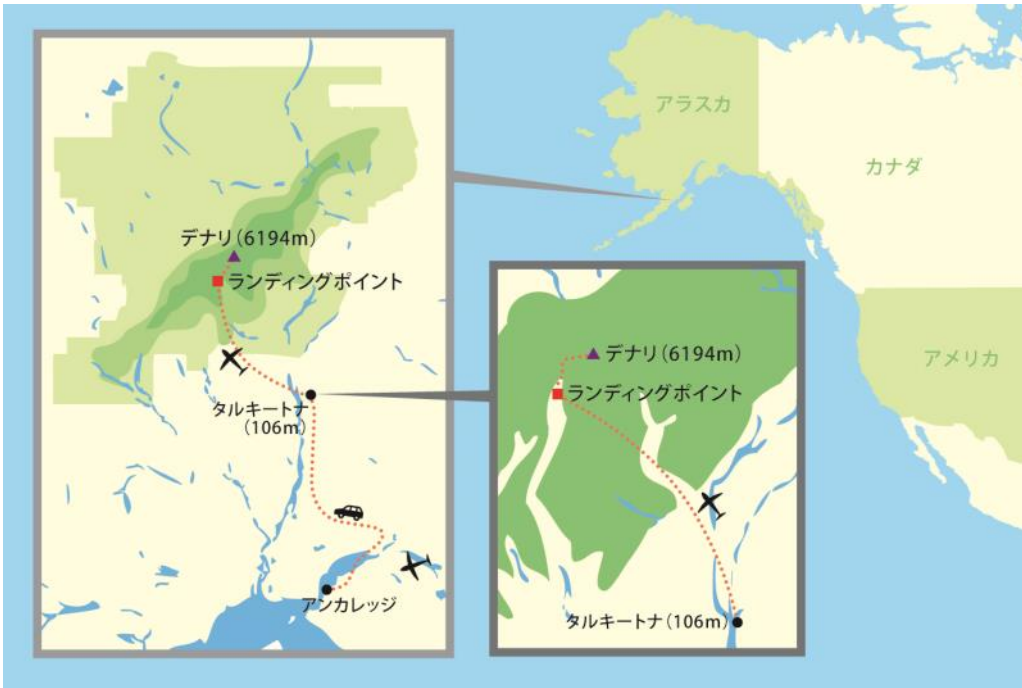 アラスカ
カナダ
アメリカ
デナリ(6194m)
ランディングポイント
タルキートナ
(106m)
アンカレッジ
デナリ(6194m)
ランディングポイント
タルキートナ(106m)